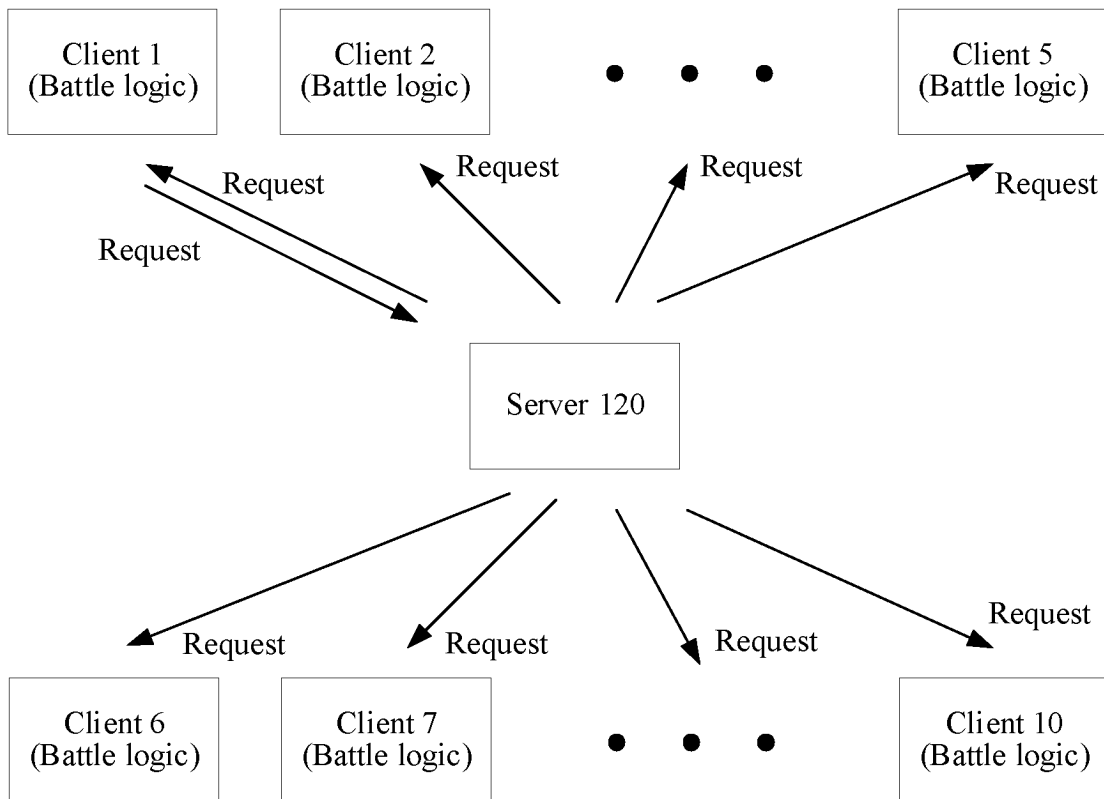 Client 1
(Battle logic)
Client 2
(Battle logic)
Client 5
(Battle logic)
Request
Request
Request
Request
Request
Server 120
Request
Request
Request
Request
Client 6
(Battle logic)
Client 7
(Battle logic)
Client 10
(Battle logic)